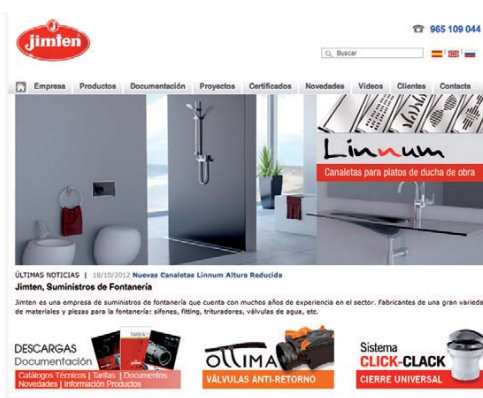 jimten
965 109 044
Buscar
Empresa Productos Documentación Proyectos Certificados Novedades Videos Clientes Contacta
Linnum
Canaletas para platos de ducha de obra
ÚLTIMAS NOTICIAS | 18/10/2012 Nuevas Canaletas Linnum Altura Reducida
Jimten, Suministros de Fontanería
Jimten es una empresa de suministros de fontanería que cuenta con muchos años de experiencia en el sector. Fabricantes de una gran varieda
de materiales y piezas para la fontanería: sifones, fitting, trituradores, válvulas de agua, etc.
DESCARGAS
Documentación
Catálogos Técnicos | Tarifas | Documentos
Novedades | Información Productos
TARIFA
OTTIMA
VÁLVULAS ANTI-RETORNO
Sistema
CLICK-CLACK
CIERRE UNIVERSAL